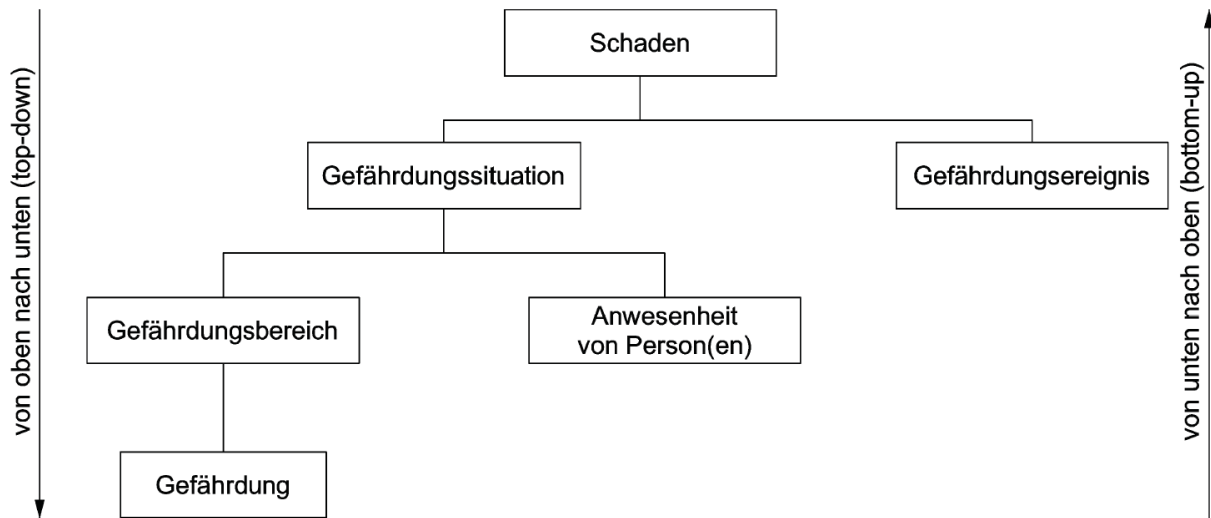 Schaden
von oben nach unten (top-down)
von unten nach oben (bottom-up)
Gefährdungssituation
Gefährdungsereignis
Gefährdungsbereich
Anwesenheit
von Person(en)
Gefährdung